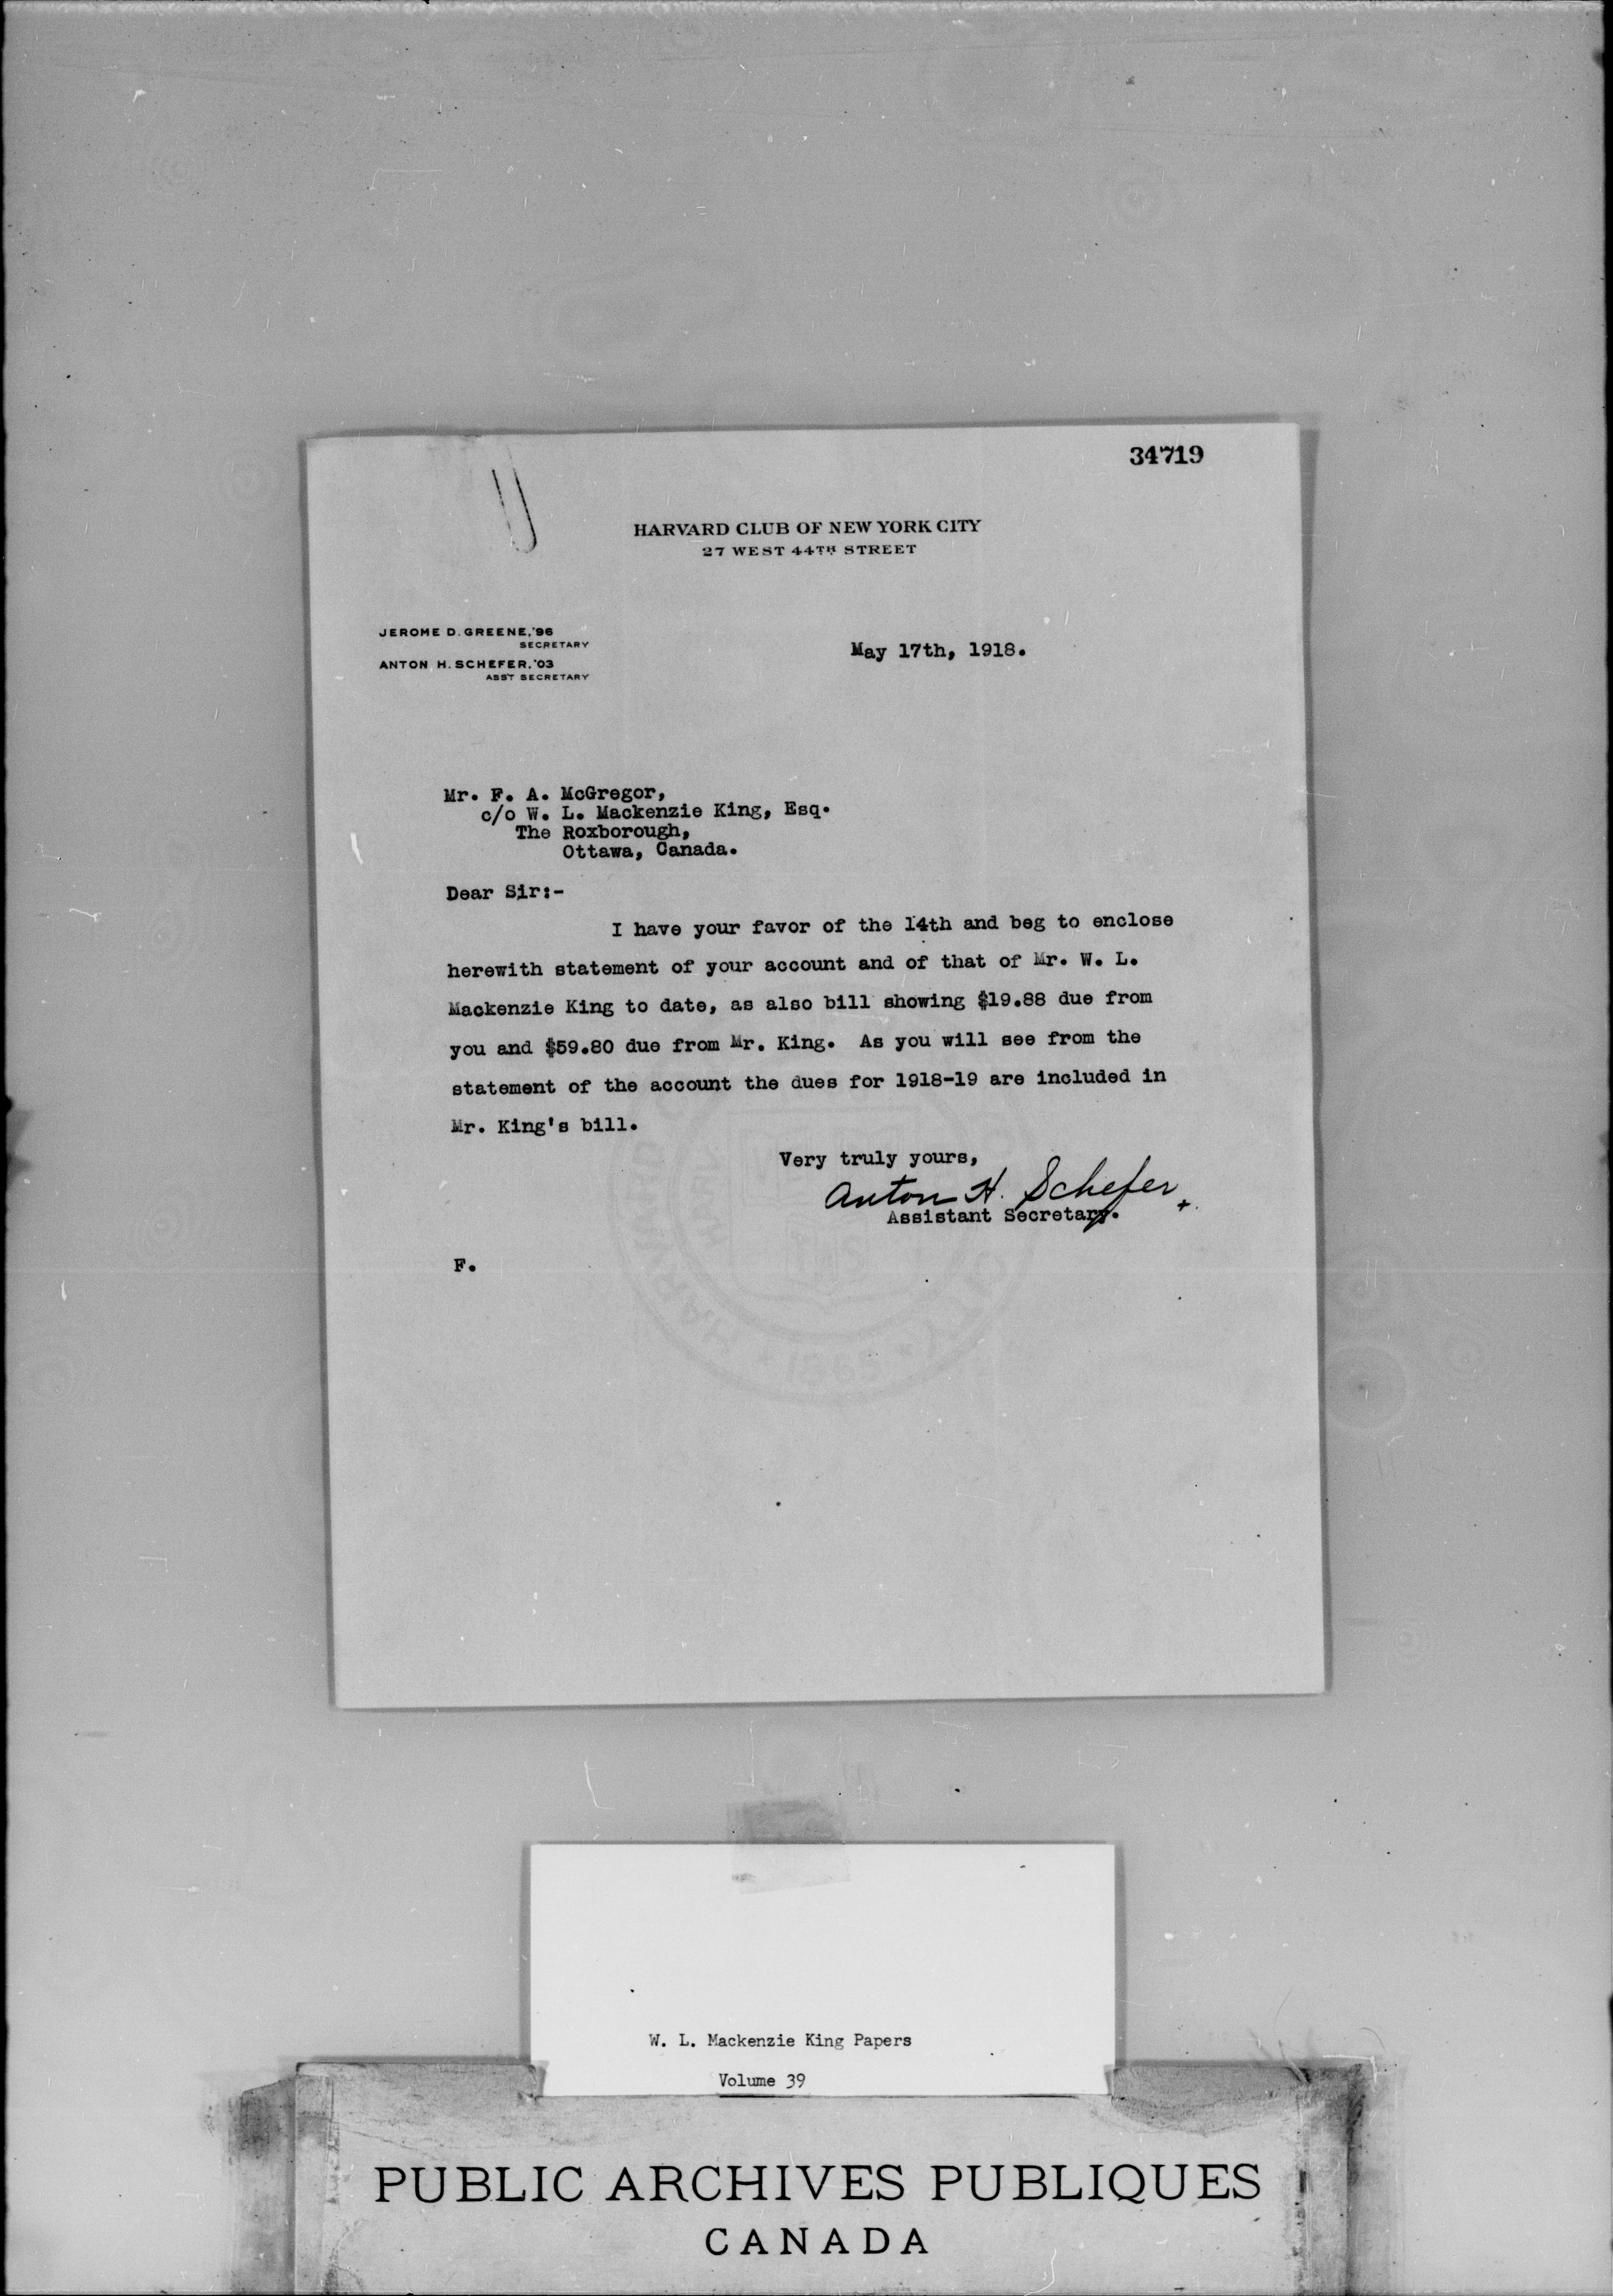 34719
HARVARD CLUB OF NEW YORK CITY
27 WEST 44TH STREET
JEROME D. GREENE, '96
SECRETARY
ANTON H. SCHEFER, '03
ASS'T SECRETARY
May 17th, 1918.
Mr. F. A. McGregor,
c/o W. L. Mackenzie King, Esq.
The Roxborough,
Ottawa, Canada.
Dear Sir:-
I have your favor of the 14th and beg to enclose
herewith statement of your account and of that of Mr. W. L.
Mackenzie King to date, as also bill showing $19.88 due from
you and $59.80 due from Mr. King. As you will see from the
statement of the account the dues for 1918-19 are included in
Mr. King's bill.
Very truly yours,
Anton H. Schefer
Assistant Secretary.
F.
W. L. Mackenzie King Papers
Volume 39
PUBLIC ARCHIVES PUBLIQUES
CANADA